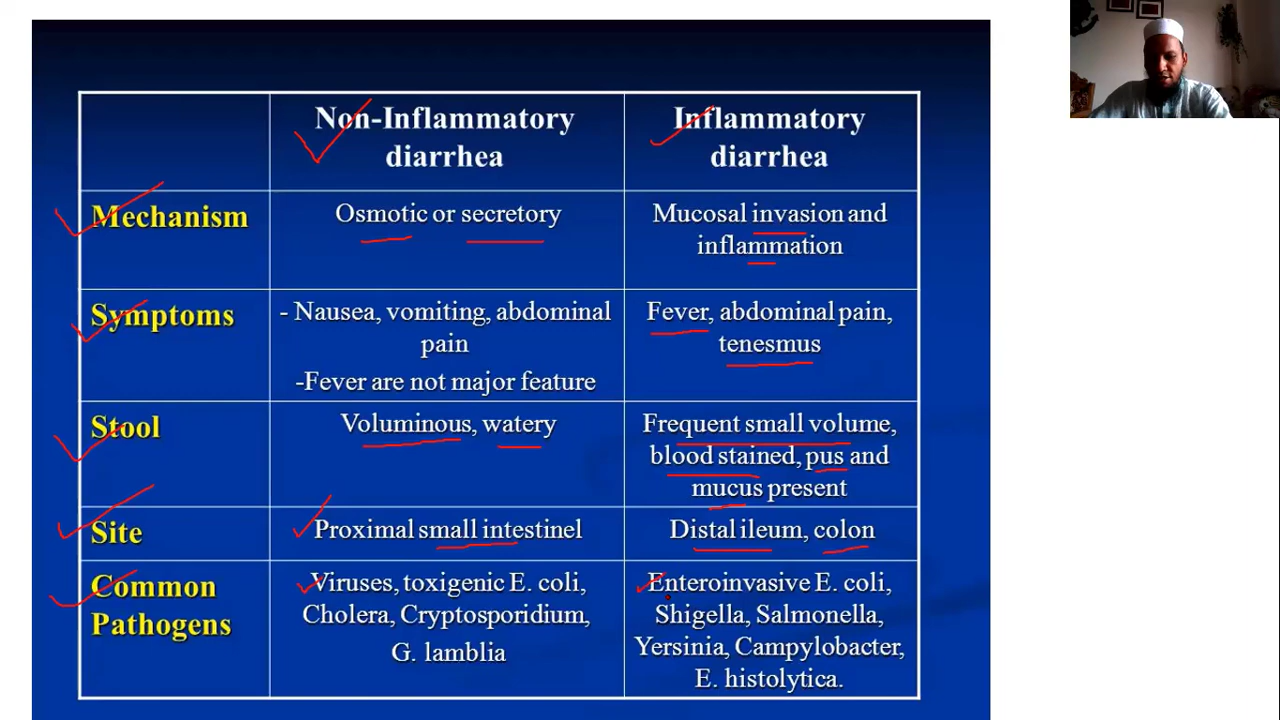 Non-Inflammatory
diarrhea
Inflammatory
diarrhea
Mechanism
Osmotic or secretory
Mucosal invasion and
inflammation
Symptoms
- Nausea, vomiting, abdominal
pain
-Fever are not major feature
Fever, abdominal pain,
tenesmus
Stool
Voluminous, watery
Frequent small volume,
blood stained, pus and
mucus present
Site
Proximal small intestinel
Distal ileum, colon
Common
Pathogens
Viruses, toxigenic E. coli,
Cholera, Cryptosporidium,
G. lamblia
Enteroinvasive E. coli,
Shigella, Salmonella,
Yersinia, Campylobacter,
E. histolytica.